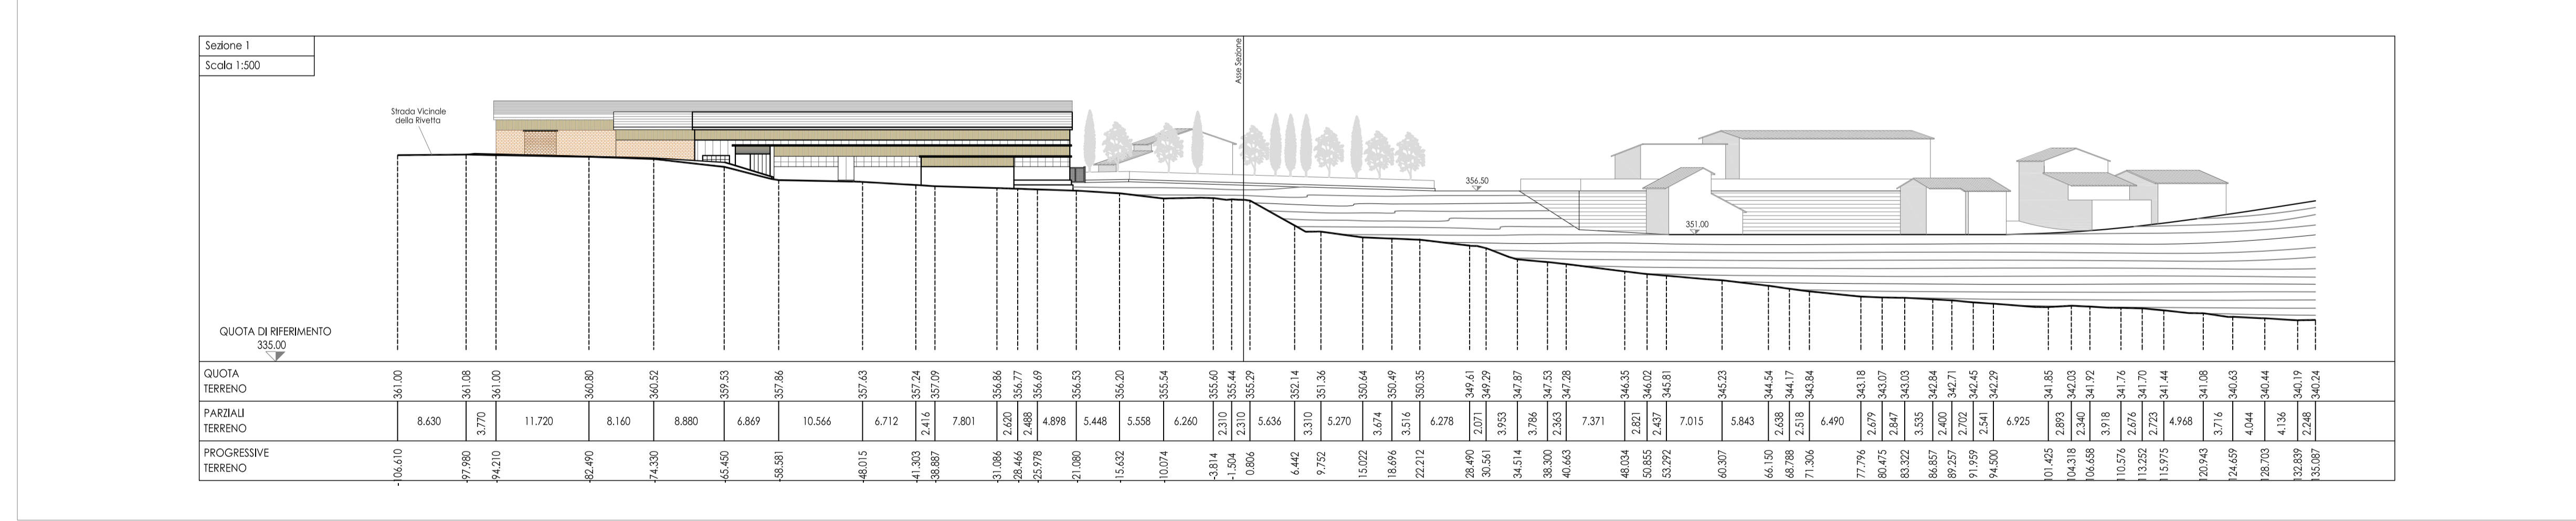 Sezione 1
Scala 1:500
Asse Sezione
Strada Vicinale
della Rivetta
356.50
351.00
QUOTA DI RIFERIMENTO
335.00
QUOTA
TERRENO
361.00 361.08 361.00 360.80 360.52 359.53 357.86 357.63 357.24 357.09 356.86 356.77 356.69 356.53 356.20 355.54 355.60 355.44 355.29 352.14 351.36 350.64 350.49 350.35 349.61 349.29 347.87 347.53 347.28 346.35 346.02 345.81 345.23 344.54 344.17 343.84 343.18 343.07 343.03 342.84 342.71 342.45 342.29 341.85 342.03 341.92 341.76 341.70 341.44 341.08 340.63 340.44 340.19 340.24
PARZIALI
TERRENO
8.630 3.770 11.720 8.160 8.880 6.869 10.566 6.712 2.416 7.801 2.620 2.488 4.898 5.448 5.558 6.260 2.310 2.310 5.636 3.310 5.270 3.674 3.516 6.278 2.071 3.953 3.786 2.363 7.371 2.821 2.437 7.015 5.843 2.638 2.518 6.490 2.679 2.847 3.535 2.400 2.702 2.541 6.925 2.893 2.340 3.918 2.676 2.723 4.968 3.716 4.044 4.136 2.248
PROGRESSIVE
TERRENO
-106.610 -97.980 -94.210 -82.490 -74.330 -65.450 -58.581 -48.015 -41.303 -38.887 -31.086 -28.466 -25.978 -21.080 -15.632 -10.074 -3.814 -1.504 0.806 6.442 9.752 15.022 18.696 22.212 28.490 30.561 34.514 38.300 40.663 48.034 50.855 53.292 60.307 66.150 68.788 71.306 77.796 80.475 83.322 86.857 89.257 91.959 94.500 101.425 104.318 106.658 110.576 113.252 115.975 120.943 124.659 128.703 132.839 135.087